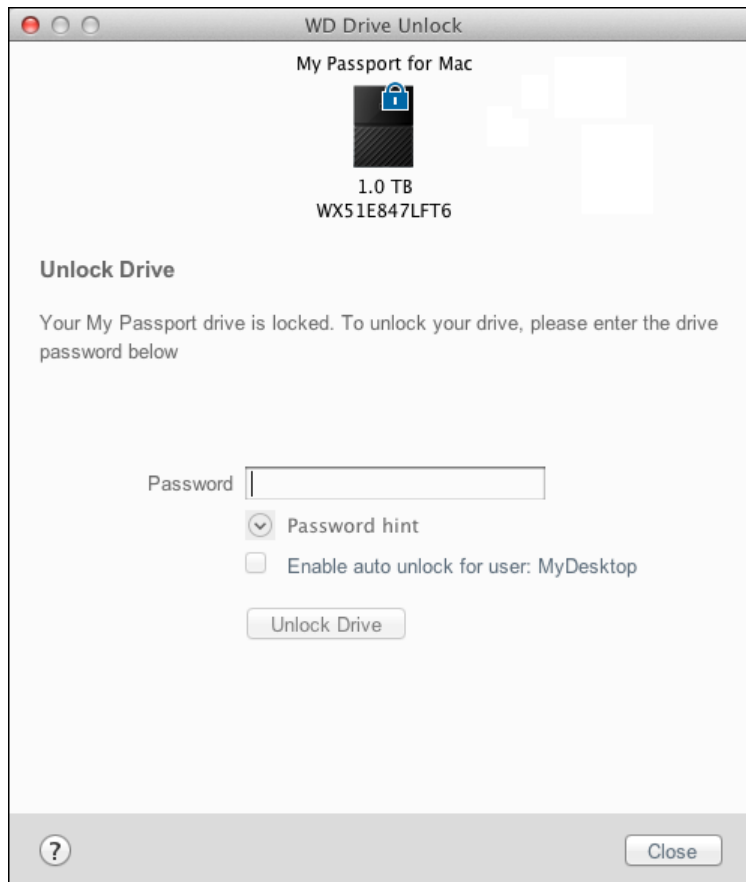 WD Drive Unlock
My Passport for Mac
1.0 TB
WX51E847LFT6
Unlock Drive
Your My Passport drive is locked. To unlock your drive, please enter the drive
password below
Password
Password hint
Enable auto unlock for user: MyDesktop
Unlock Drive
?
Close